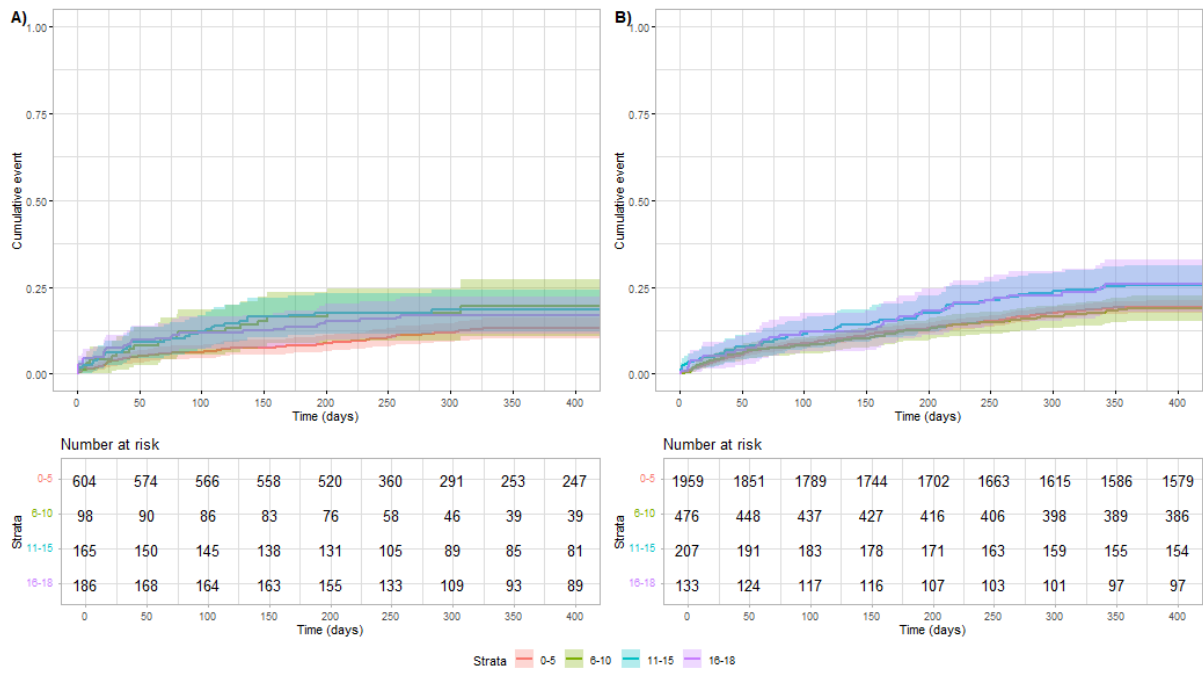 A)
1.00
0.75
0.50
0.25
0.00
Cumulative event
0 50 100 150 200 250 300 350 400
Time (days)
Number at risk
Strata
0-5 604 574 566 558 520 360 291 253 247
6-10 98 90 86 83 76 58 46 39 39
11-15 165 150 145 138 131 105 89 85 81
16-18 186 168 164 163 155 133 109 93 89
0 50 100 150 200 250 300 350 400
Time (days)
B)
1.00
0.75
0.50
0.25
0.00
Cumulative event
0 50 100 150 200 250 300 350 400
Time (days)
Number at risk
Strata
0-5 1959 1851 1789 1744 1702 1663 1615 1586 1579
6-10 476 448 437 427 416 406 398 389 386
11-15 207 191 183 178 171 163 159 155 154
16-18 133 124 117 116 107 103 101 97 97
0 50 100 150 200 250 300 350 400
Time (days)
Strata 0-5 6-10 11-15 16-18